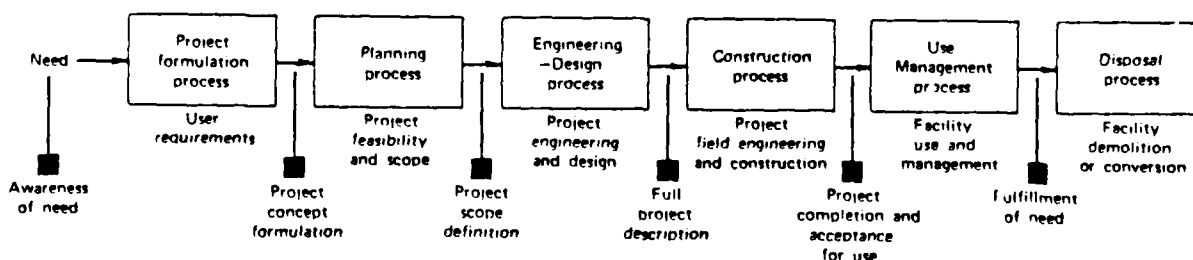 Need
Project
formulation
process
Planning
process
Engineering
–Design
process
Construction
process
Use
Management
process
Disposal
process
User
requirements
Project
feasibility
and scope
Project
engineering
and design
Project
field engineering
and construction
Facility
use and
management
Facility
demolition
or conversion
Awareness
of need
Project
concept
formulation
Project
scope
definition
Full
project
description
Project
completion and
acceptance
for use
Fulfillment
of need